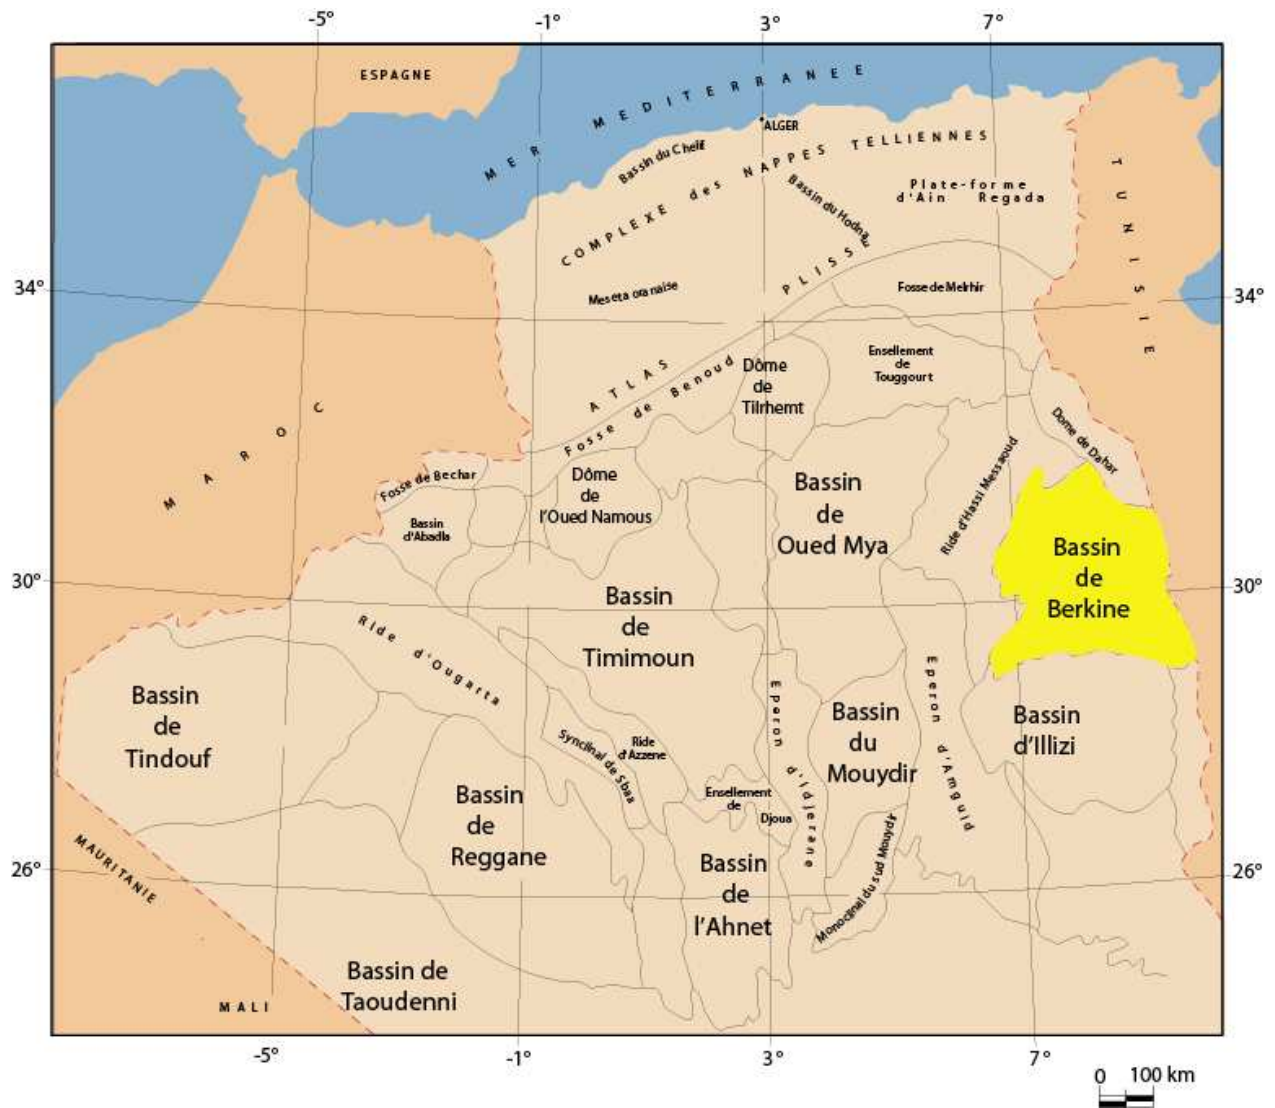 -5°
-1°
3°
7°
ESPAGNE
MER MEDITERRANEE
ALGER
Bassin du Chelif
COMPLEXE des NAPPES TELLIENNES
Bassin du Hodna
Plate-forme
d'Ain Regada
TUNISIE
34°
34°
Meseta oranaise
ATLAS PLISSE
Fosse de Melrhir
Fosse de Benoud
Dôme
de
Tilrhemt
Ensellement
de
Touggourt
MAROC
Dome de Dahar
Fosse de Bechar
Dôme
de
l'Oued Namous
Bassin
d'Abadla
Bassin
de
Oued Mya
Ride d'Hassi Messaoud
Bassin
de
Berkine
30°
30°
Bassin
de
Timimoun
Ride d'Ougarta
Eperon d'Idjerane
Eperon d'Amguid
Bassin
de
Tindouf
Bassin
du
Mouydir
Bassin
d'Illizi
Synclinal de Sbaa
Ride
d'Azzene
Ensellement
de
Djoua
Bassin
de
Reggane
Monoclinal du sud Mouydir
MAURITANIE
26°
26°
Bassin
de
l'Ahnet
Bassin de
Taoudenni
MALI
-5°
-1°
3°
7°
0 100 km